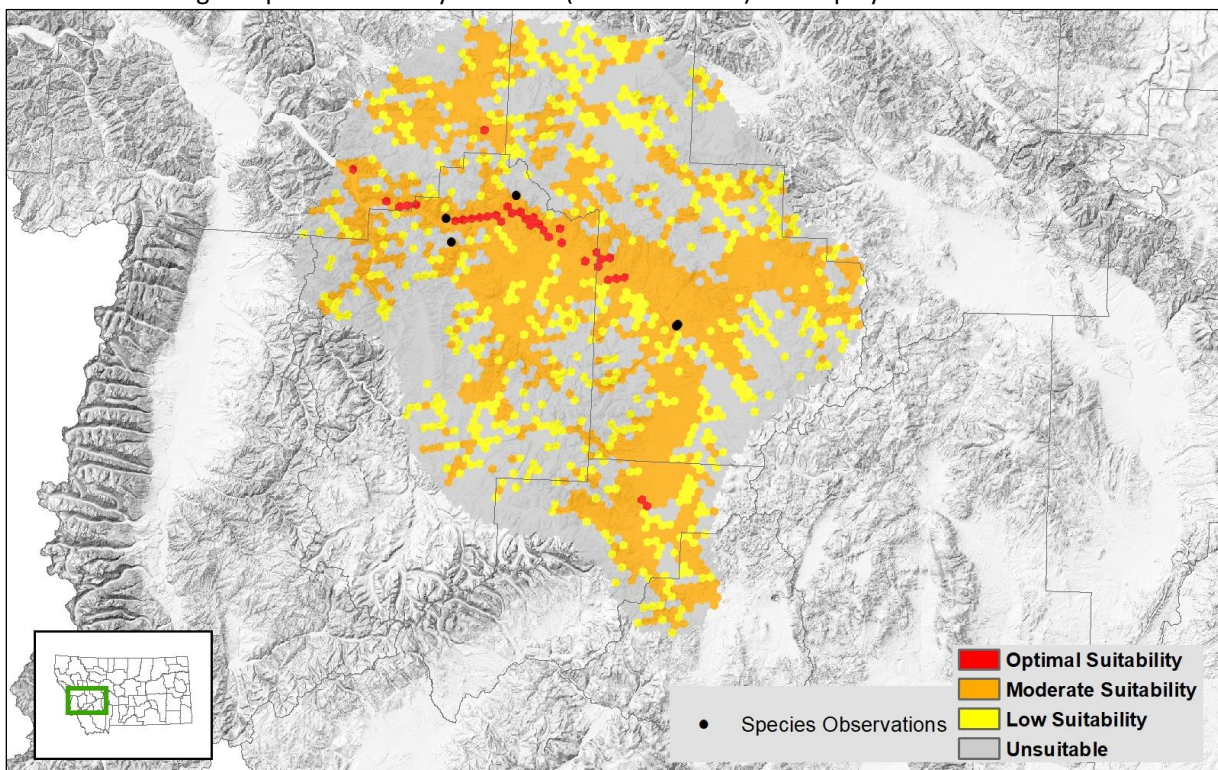 Optimal Suitability
Moderate Suitability
Species Observations
Low Suitability
Unsuitable